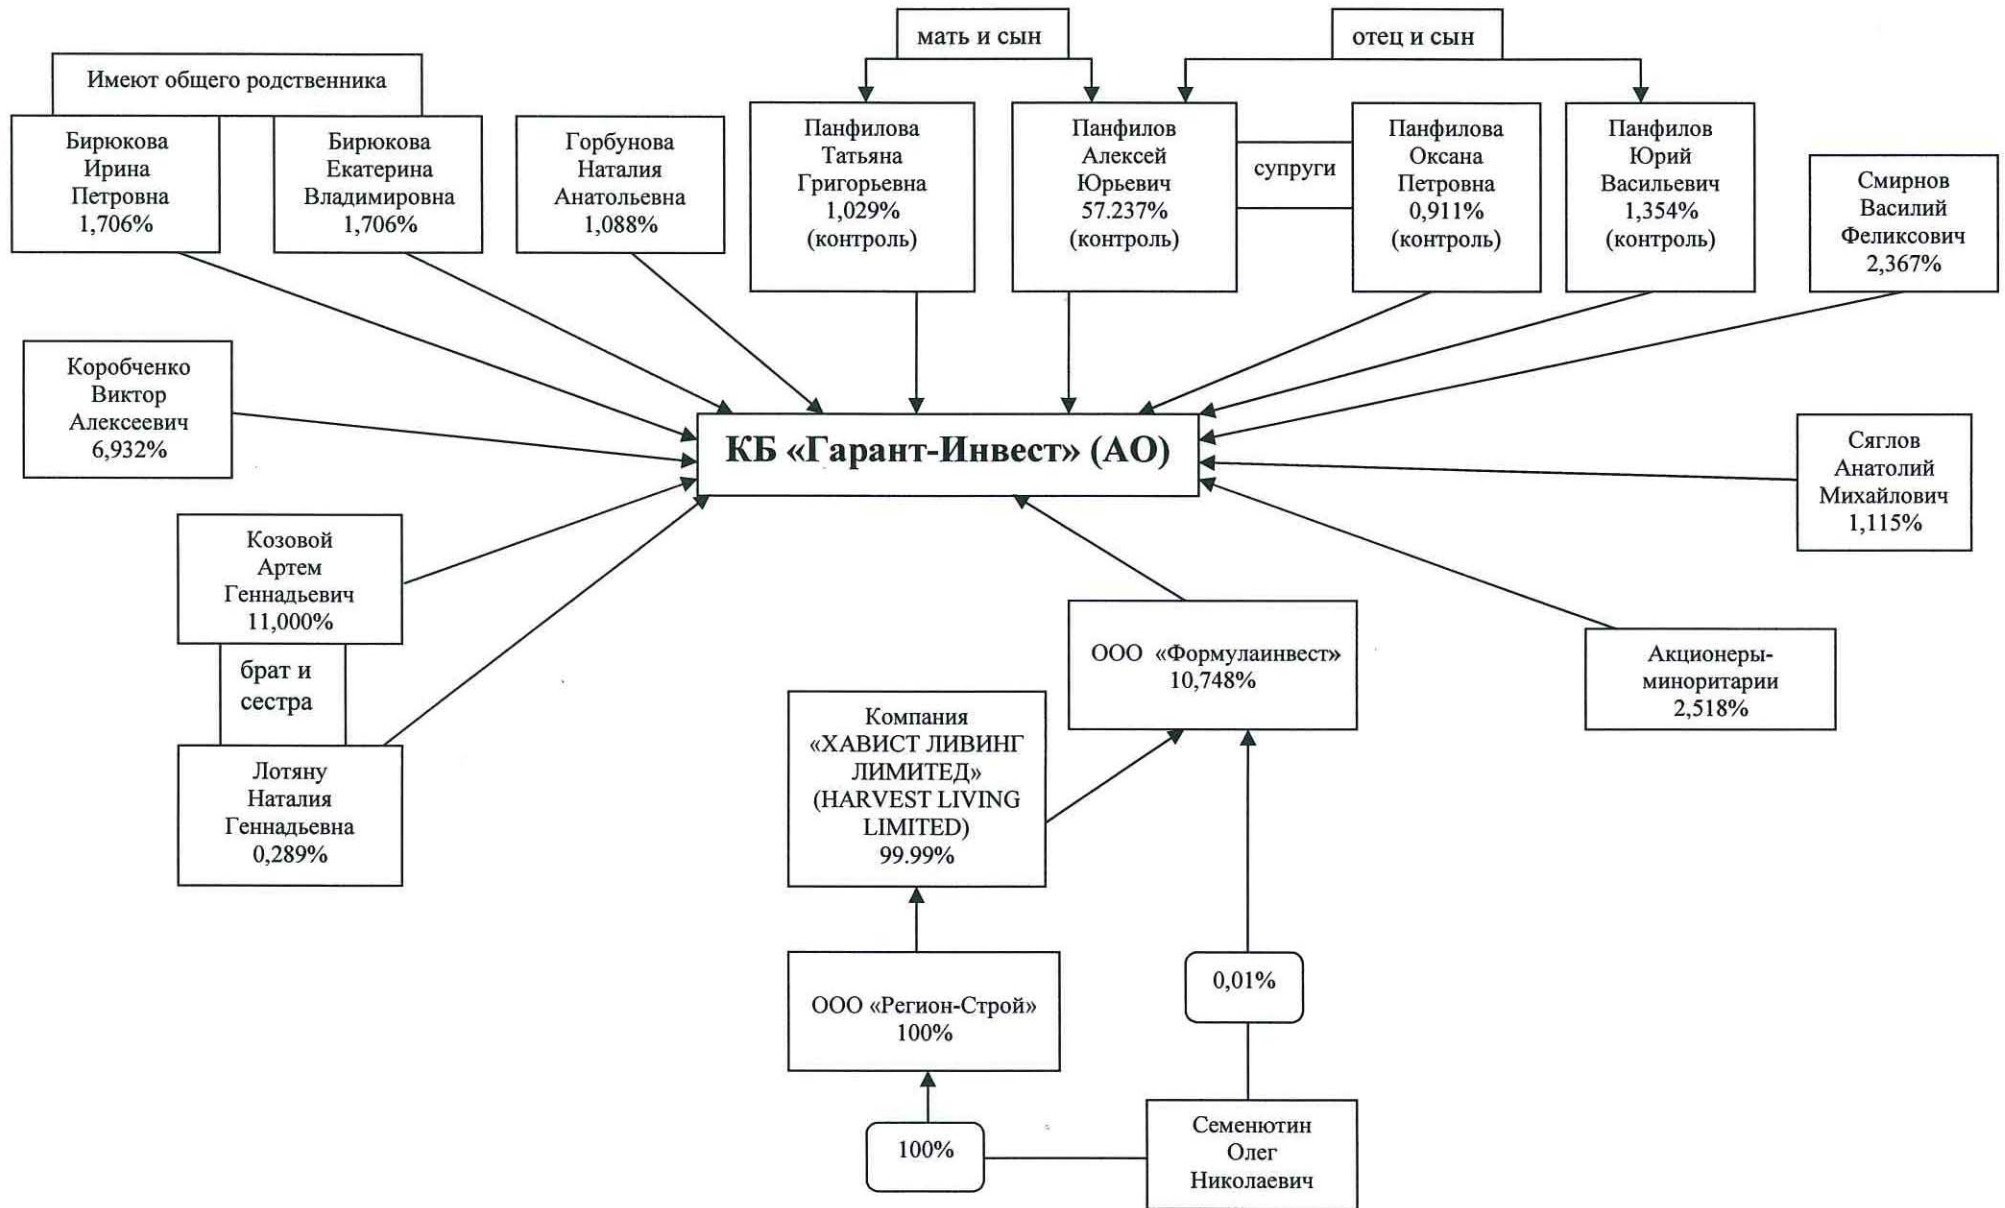 мать и сын
отец и сын
Имеют общего родственника
Бирюкова
Ирина
Петровна
1,706%
Бирюкова
Екатерина
Владимировна
1,706%
Горбунова
Наталия
Анатольевна
1,088%
Панфилова
Татьяна
Григорьевна
1,029%
(контроль)
Панфилов
Алексей
Юрьевич
57.237%
(контроль)
супруги
Панфилова
Оксана
Петровна
0,911%
(контроль)
Панфилов
Юрий
Васильевич
1,354%
(контроль)
Смирнов
Василий
Феликсович
2,367%
Коробченко
Виктор
Алексеевич
6,932%
КБ «Гарант-Инвест» (АО)
Сяглов
Анатолий
Михайлович
1,115%
Козовой
Артем
Геннадьевич
11,000%
брат и
сестра
Лотяну
Наталия
Геннадьевна
0,289%
ООО «Формулаинвест»
10,748%
Акционеры-
миноритарии
2,518%
Компания
«ХАВИСТ ЛИВИНГ
ЛИМИТЕД»
(HARVEST LIVING
LIMITED)
99.99%
ООО «Регион-Строй»
100%
0,01%
100%
Семенютин
Олег
Николаевич